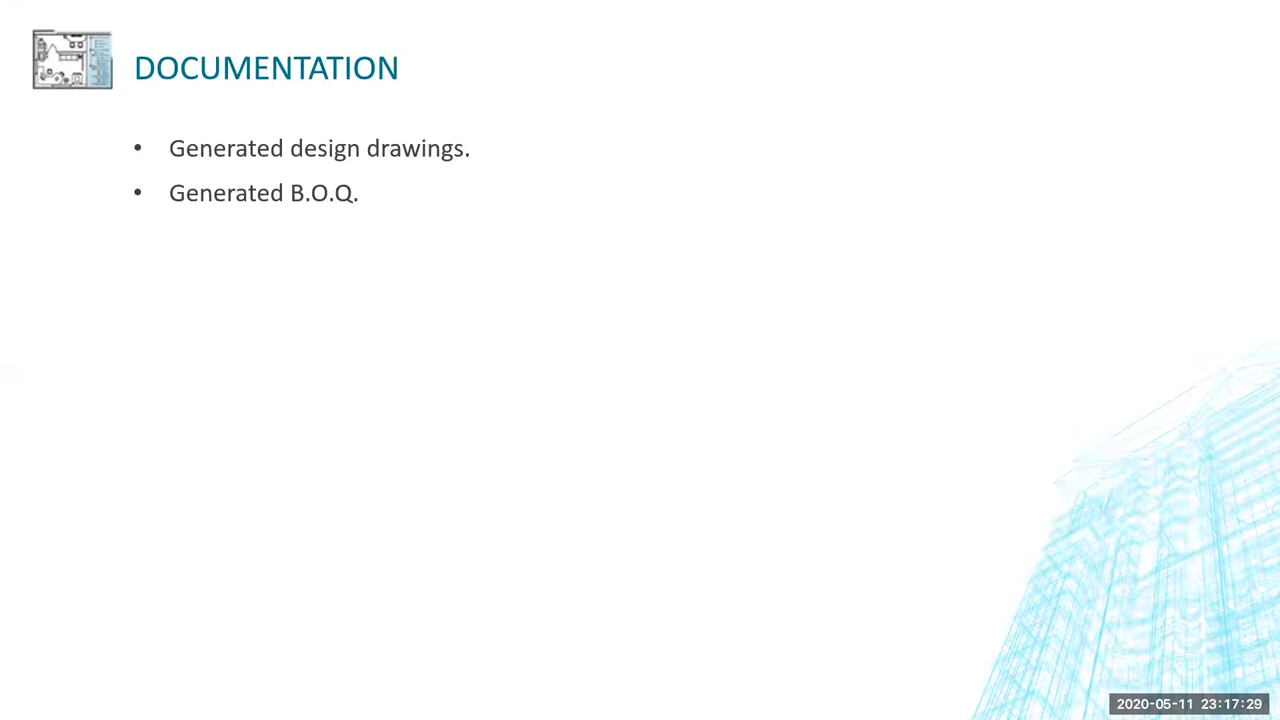 DOCUMENTATION
• Generated design drawings.
• Generated B.O.Q.
2020-05-11 23:17:29